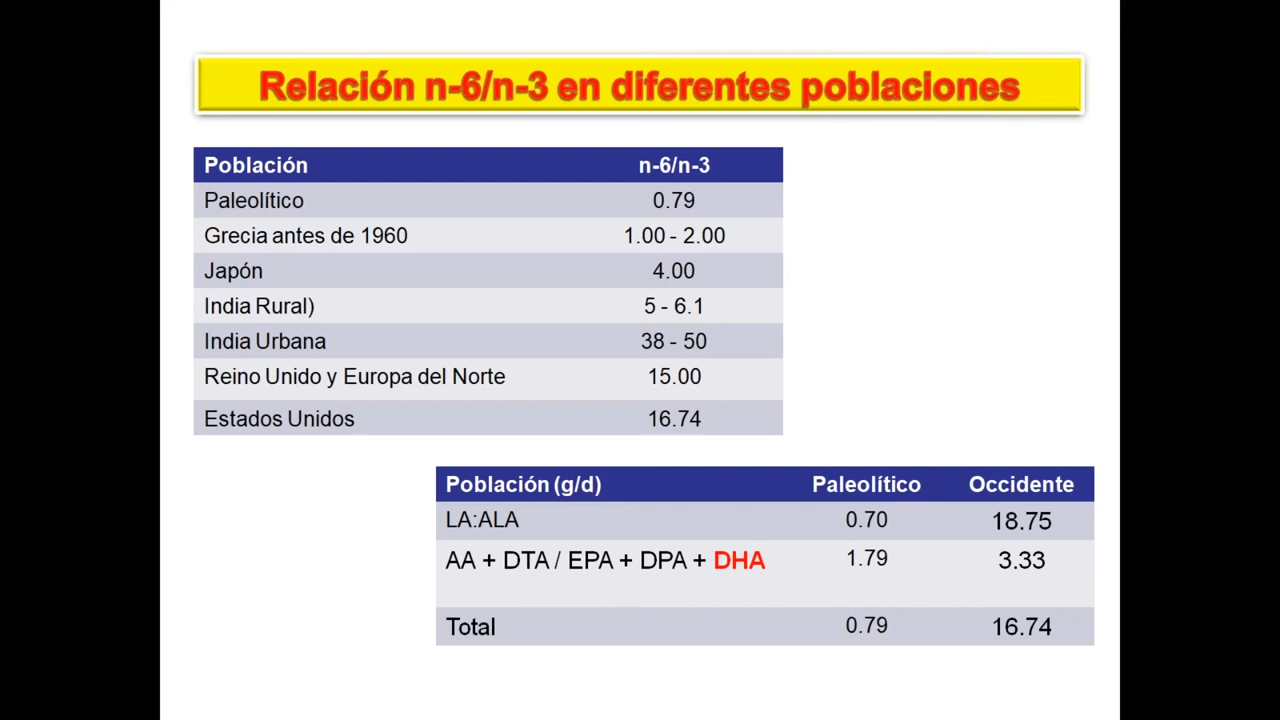 Relación n-6/n-3 en diferentes poblaciones
Población n-6/n-3
Paleolítico 0.79
Grecia antes de 1960 1.00 - 2.00
Japón 4.00
India Rural) 5 - 6.1
India Urbana 38 - 50
Reino Unido y Europa del Norte 15.00
Estados Unidos 16.74
Población (g/d) Paleolítico Occidente
LA:ALA 0.70 18.75
AA + DTA / EPA + DPA + DHA 1.79 3.33
Total 0.79 16.74